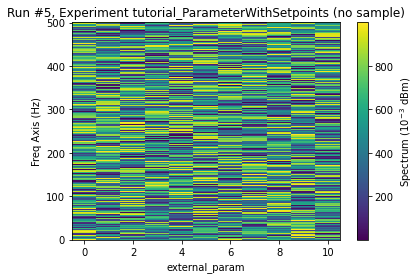 Run #5, Experiment tutorial_ParameterWithSetpoints (no sample)
500
400
300
200
100
0
Freq Axis (Hz)
0 2 4 6 8 10
external_param
800
600
400
200
Spectrum (10⁻³ dBm)